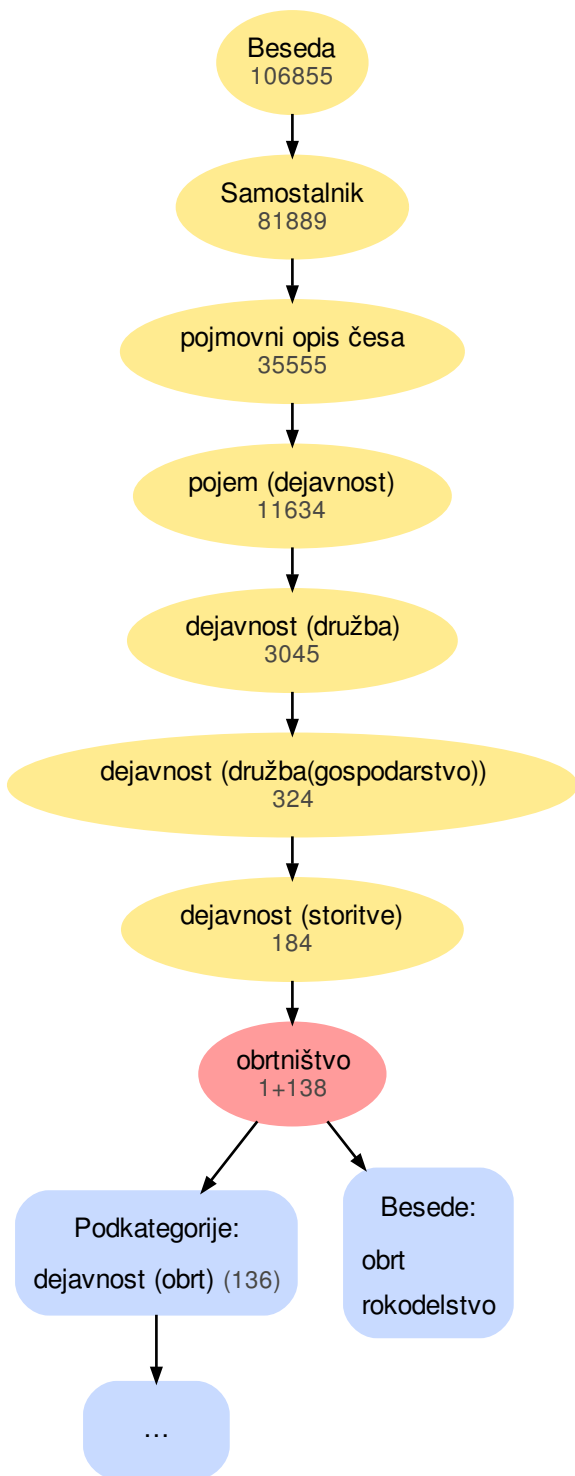 Beseda
106855
Samostalnik
81889
pojmovni opis česa
35555
pojem (dejavnost)
11634
dejavnost (družba)
3045
dejavnost (družba(gospodarstvo))
324
dejavnost (storitve)
184
obrtništvo
1+138
Podkategorije:
dejavnost (obrt) (136)
Besede:
obrt
rokodelstvo
...